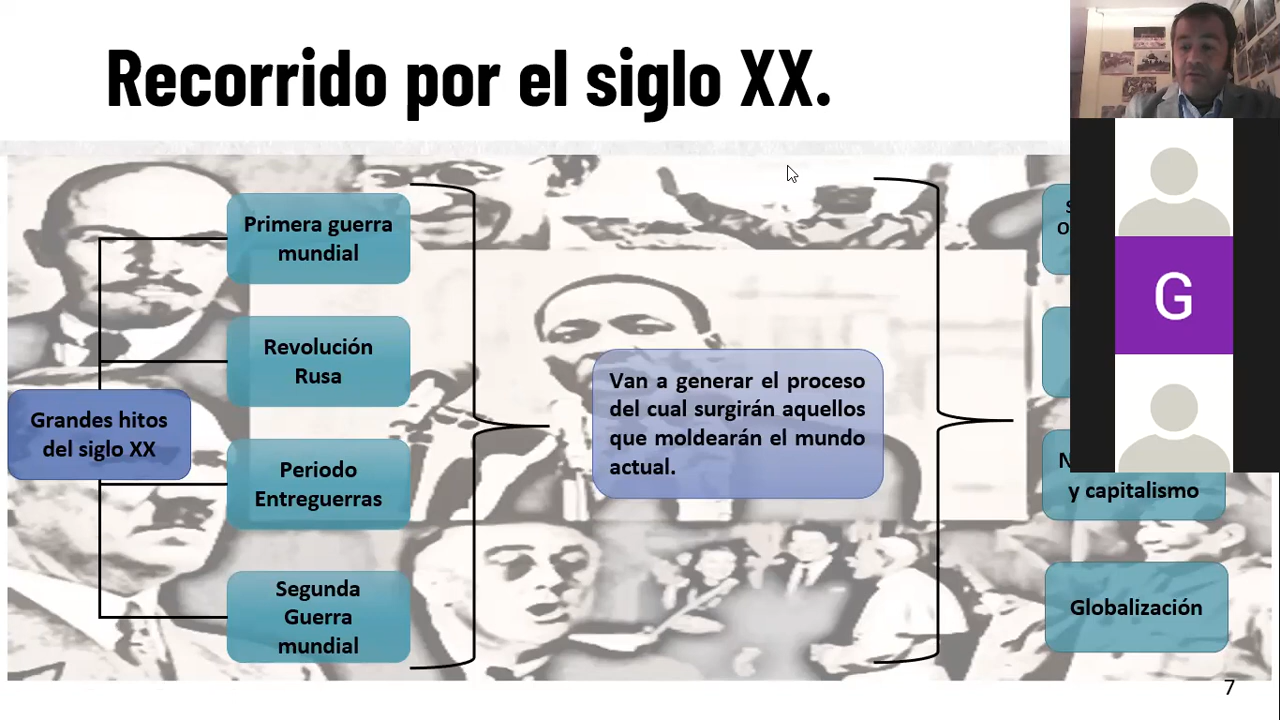 Recorrido por el siglo XX.
Primera guerra
mundial
Revolución
Rusa
Grandes hitos
del siglo XX
Periodo
Entreguerras
Segunda
Guerra
mundial
Van a generar el proceso
del cual surgirán aquellos
que moldearán el mundo
actual.
G
y capitalismo
Globalización
7